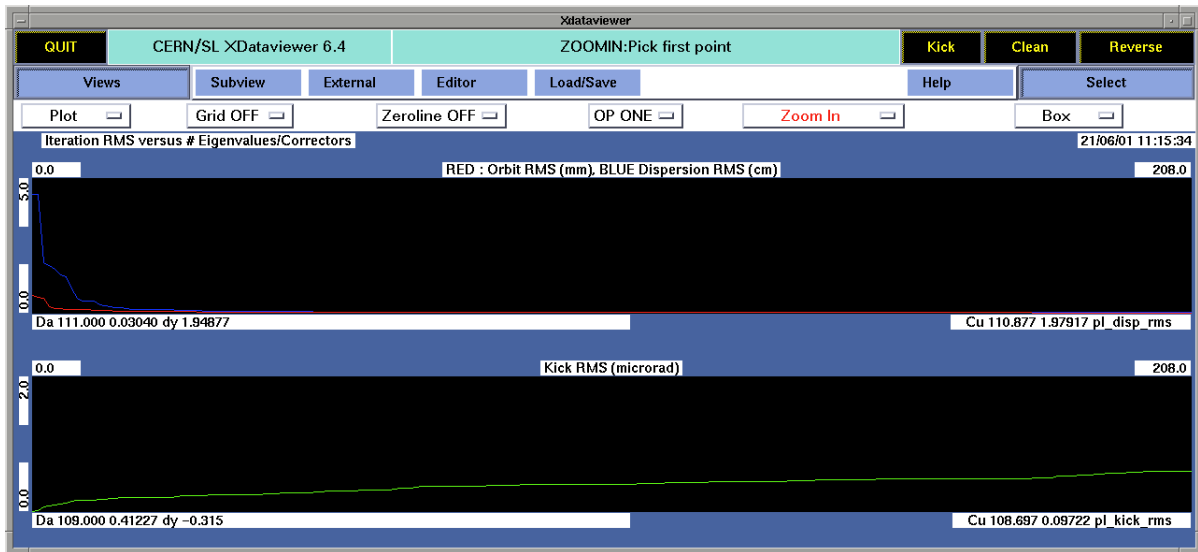 Xdataviewer
QUIT CERN/SL XDataviewer 6.4 ZOOMIN:Pick first point Kick Clean Reverse
Views Subview External Editor Load/Save Help Select
Plot Grid OFF Zeroline OFF OP ONE Zoom In Box
Iteration RMS versus # Eigenvalues/Correctors 21/06/01 11:15:34
0.0 RED : Orbit RMS (mm), BLUE Dispersion RMS (cm) 208.0
5.0
0.0
Da 111.000 0.03040 dy 1.94877 Cu 110.877 1.97917 pl_disp_rms
0.0 Kick RMS (microrad) 208.0
2.0
0.0
Da 109.000 0.41227 dy -0.315 Cu 108.697 0.09722 pl_kick_rms